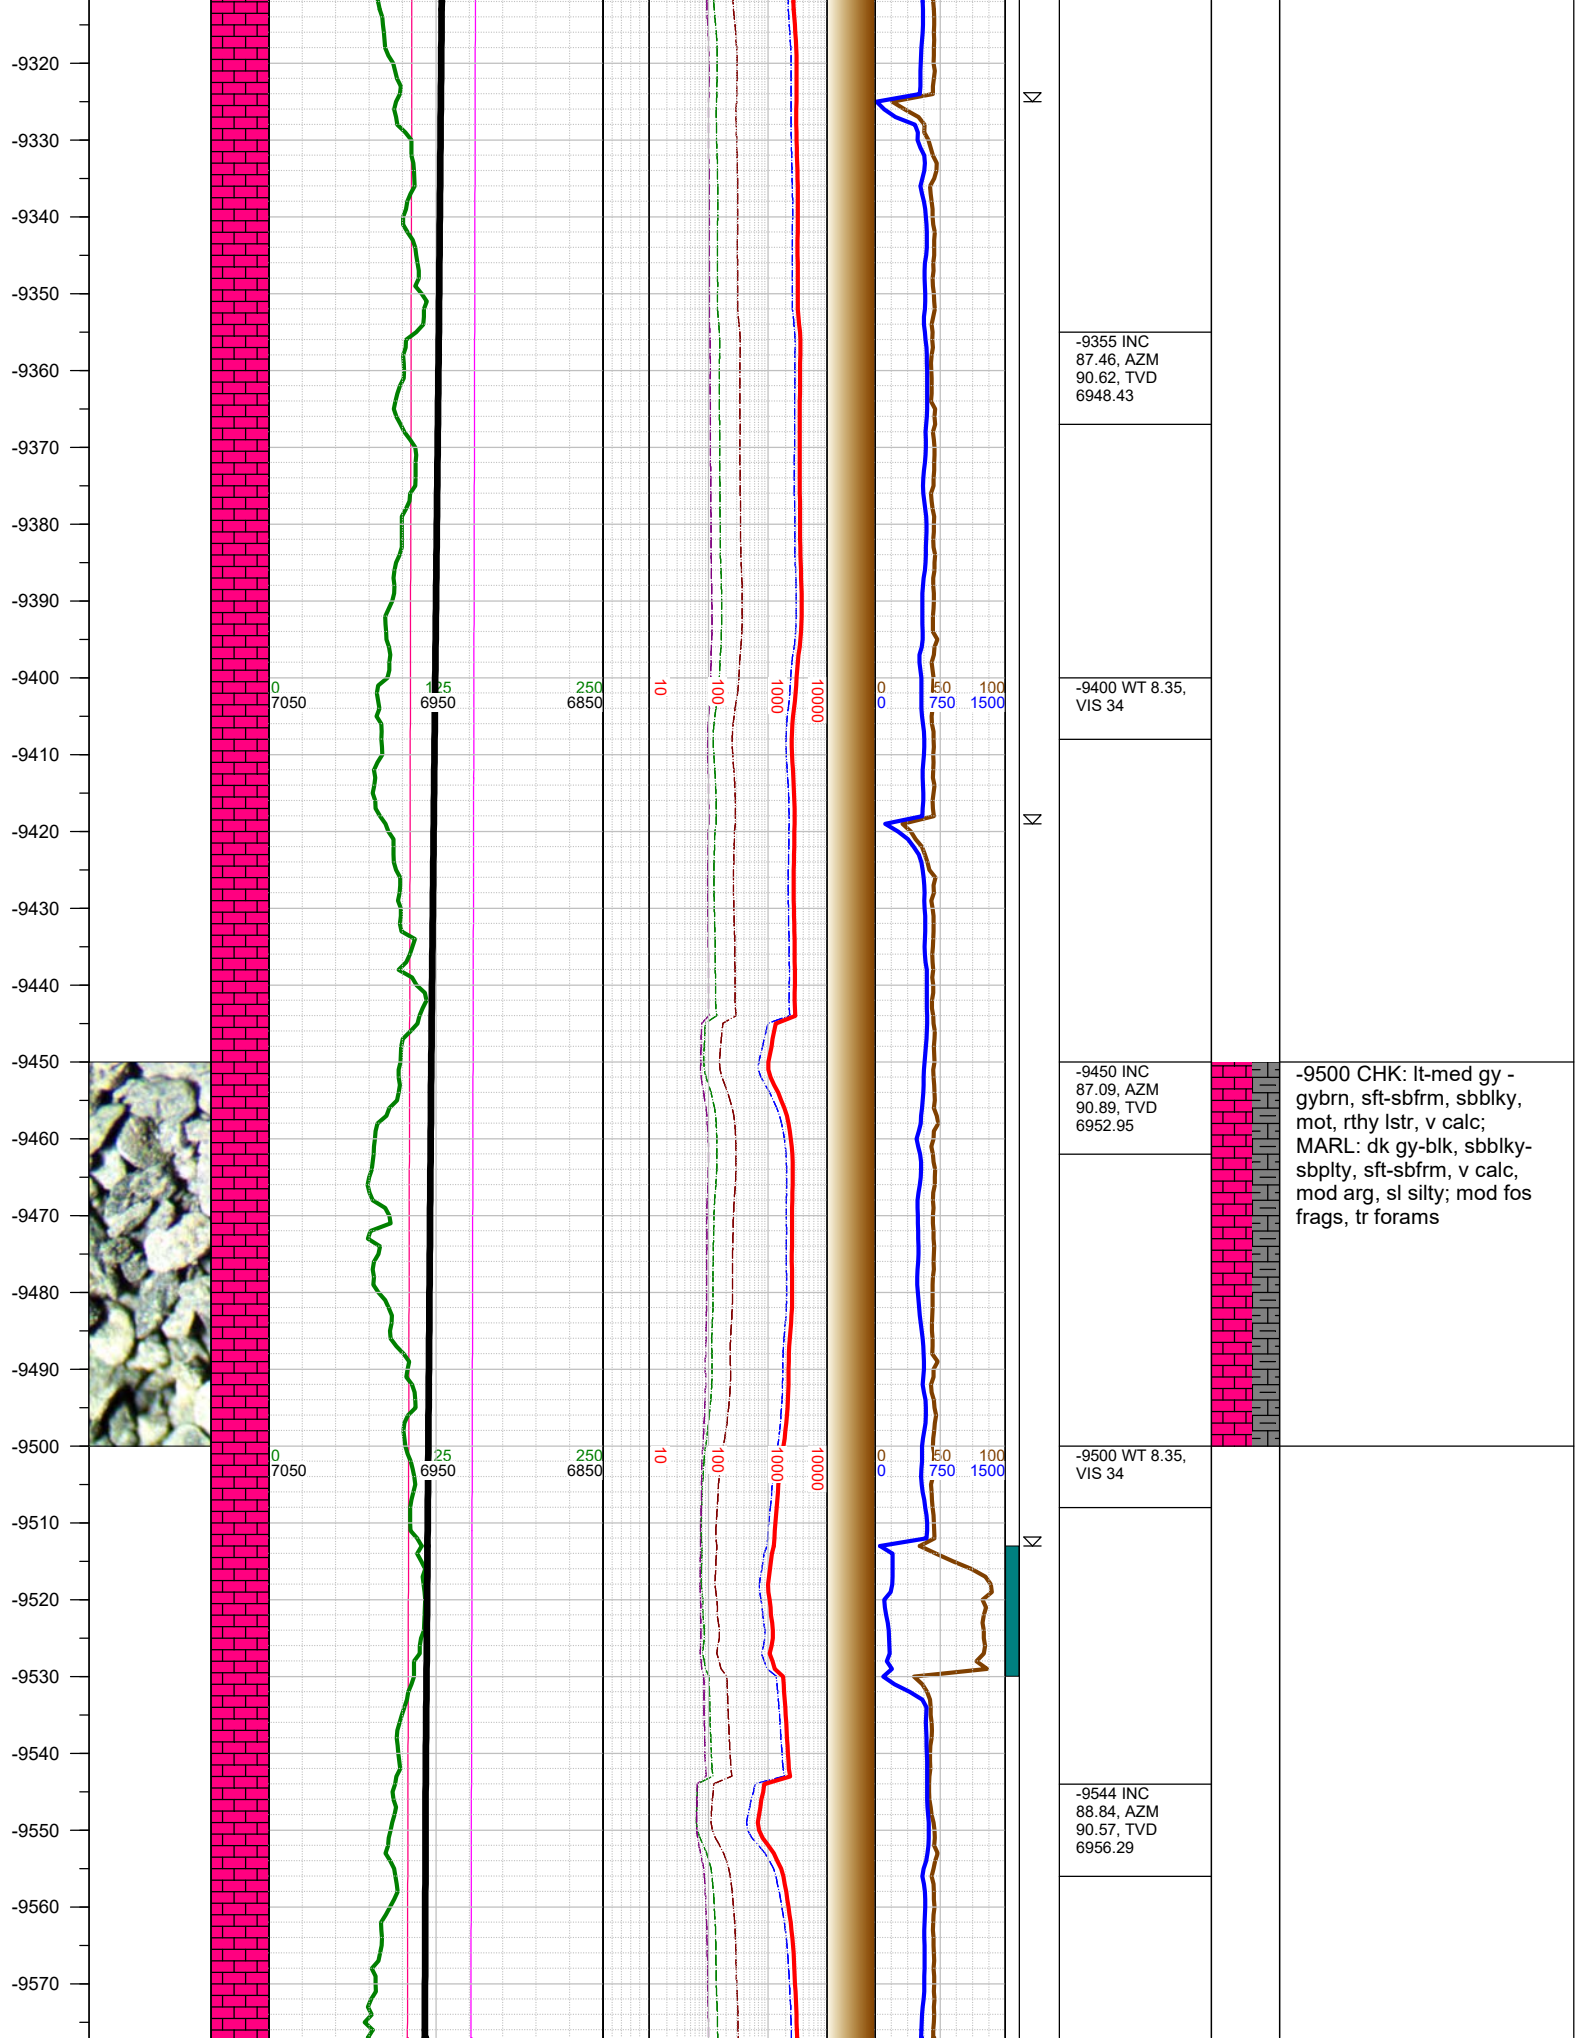 -9320
-9330
-9340
-9350
-9355 INC
87.46, AZM
90.62, TVD
6948.43
-9360
-9370
-9380
-9390
-9400
0 125 250
7050 6950 6850
10 100 1000 10000
0 50 100
0 750 1500
-9400 WT 8.35,
VIS 34
-9410
-9420
-9430
-9440
-9450
-9450 INC
87.09, AZM
90.89, TVD
6952.95
-9500 CHK: lt-med gy -
gybrn, sft-sbfrm, sbblky,
mot, rthy lstr, v calc;
MARL: dk gy-blk, sbblky-
sbplty, sft-sbfrm, v calc,
mod arg, sl silty; mod fos
frags, tr forams
-9460
-9470
-9480
-9490
-9500
0 25 250
7050 6950 6850
10 100 1000 10000
0 50 100
0 750 1500
-9500 WT 8.35,
VIS 34
-9510
-9520
-9530
-9540
-9544 INC
88.84, AZM
90.57, TVD
6956.29
-9550
-9560
-9570